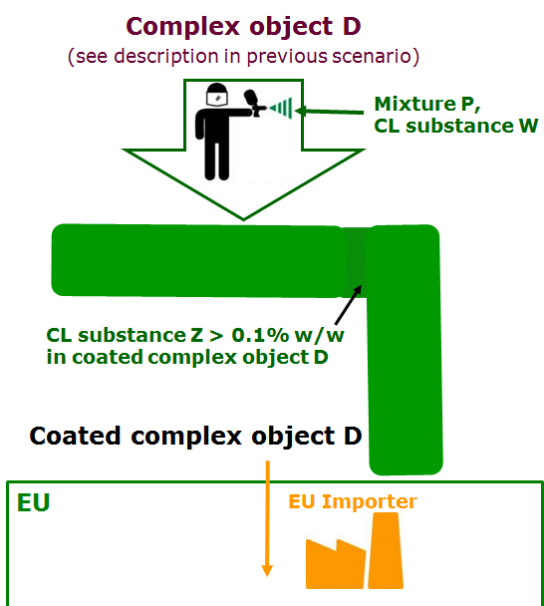 Complex object D
(see description in previous scenario)
Mixture P,
CL substance W
CL substance Z > 0.1% w/w
in coated complex object D
Coated complex object D
EU
EU Importer